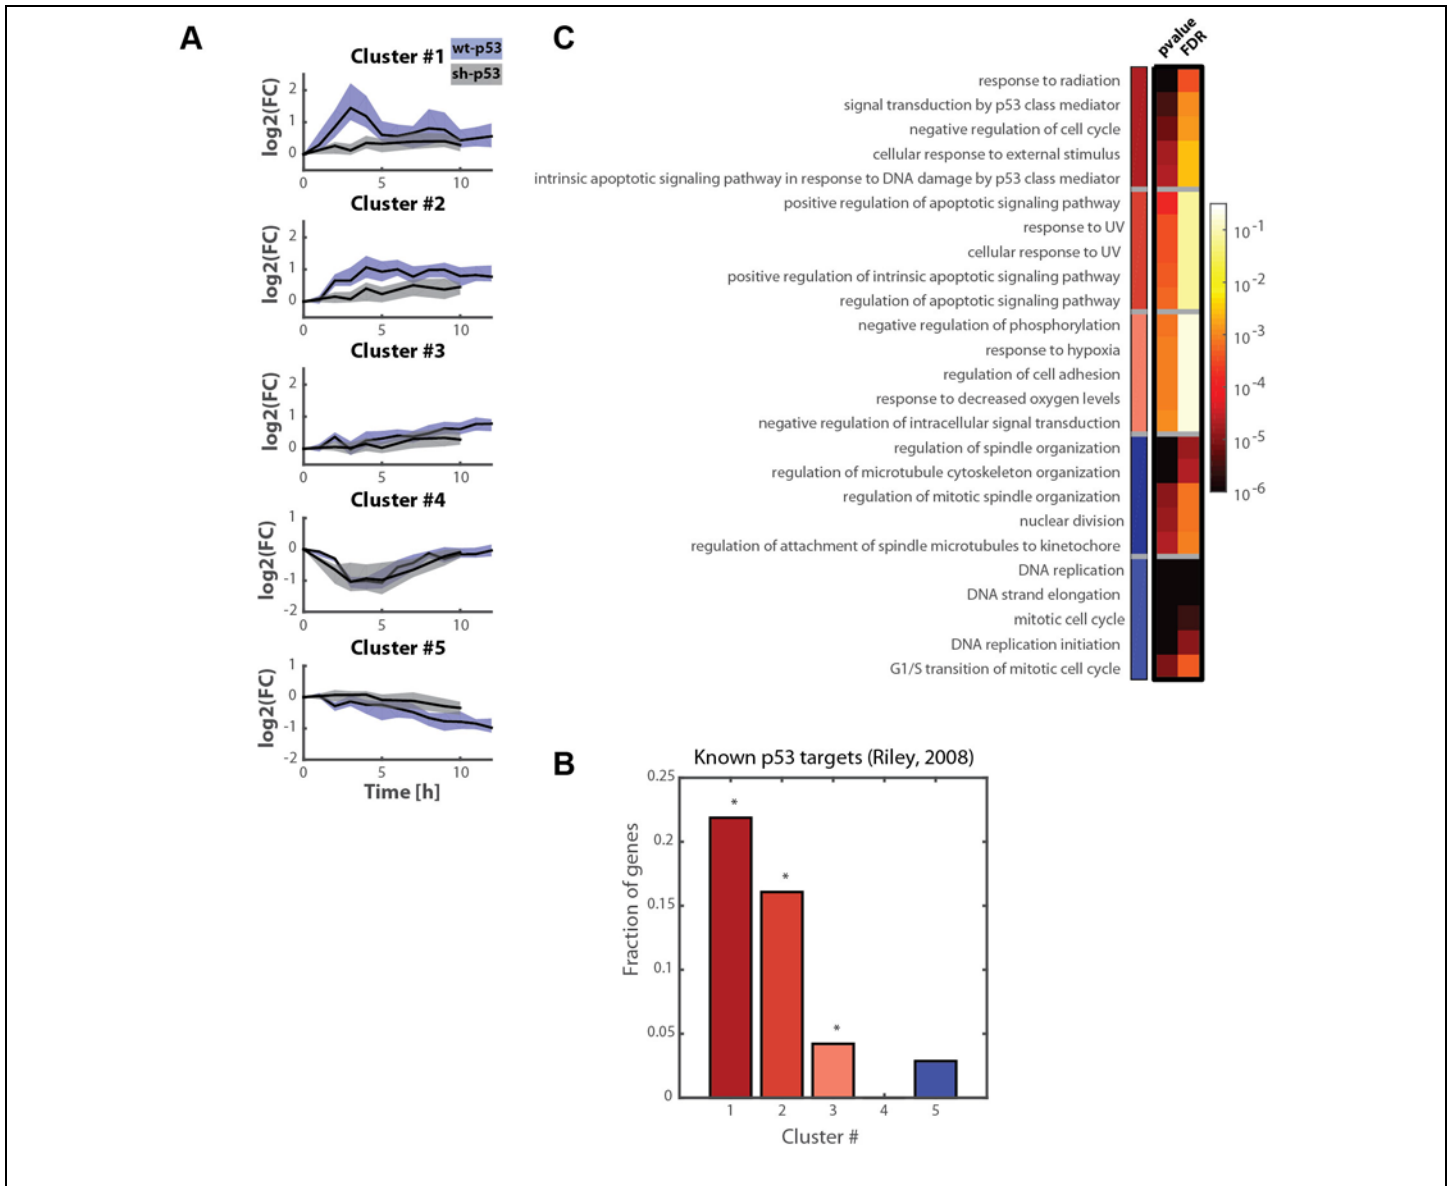 A
Cluster #1
wt-p53
sh-p53
log2(FC)
2
1
0
0 5 10
Cluster #2
log2(FC)
2
1
0
0 5 10
Cluster #3
log2(FC)
2
1
0
0 5 10
Cluster #4
log2(FC)
1
0
-1
-2
0 5 10
Cluster #5
log2(FC)
1
0
-1
-2
0 5 10
Time [h]
C
pvalue
FDR
response to radiation
signal transduction by p53 class mediator
negative regulation of cell cycle
cellular response to external stimulus
intrinsic apoptotic signaling pathway in response to DNA damage by p53 class mediator
positive regulation of apoptotic signaling pathway
response to UV
cellular response to UV
positive regulation of intrinsic apoptotic signaling pathway
regulation of apoptotic signaling pathway
negative regulation of phosphorylation
response to hypoxia
regulation of cell adhesion
response to decreased oxygen levels
negative regulation of intracellular signal transduction
regulation of spindle organization
regulation of microtubule cytoskeleton organization
regulation of mitotic spindle organization
nuclear division
regulation of attachment of spindle microtubules to kinetochore
DNA replication
DNA strand elongation
mitotic cell cycle
DNA replication initiation
G1/S transition of mitotic cell cycle
10⁻¹
10⁻²
10⁻³
10⁻⁴
10⁻⁵
10⁻⁶
B
Known p53 targets (Riley, 2008)
Fraction of genes
0.25
0.2
0.15
0.1
0.05
0
*
*
*
1 2 3 4 5
Cluster #